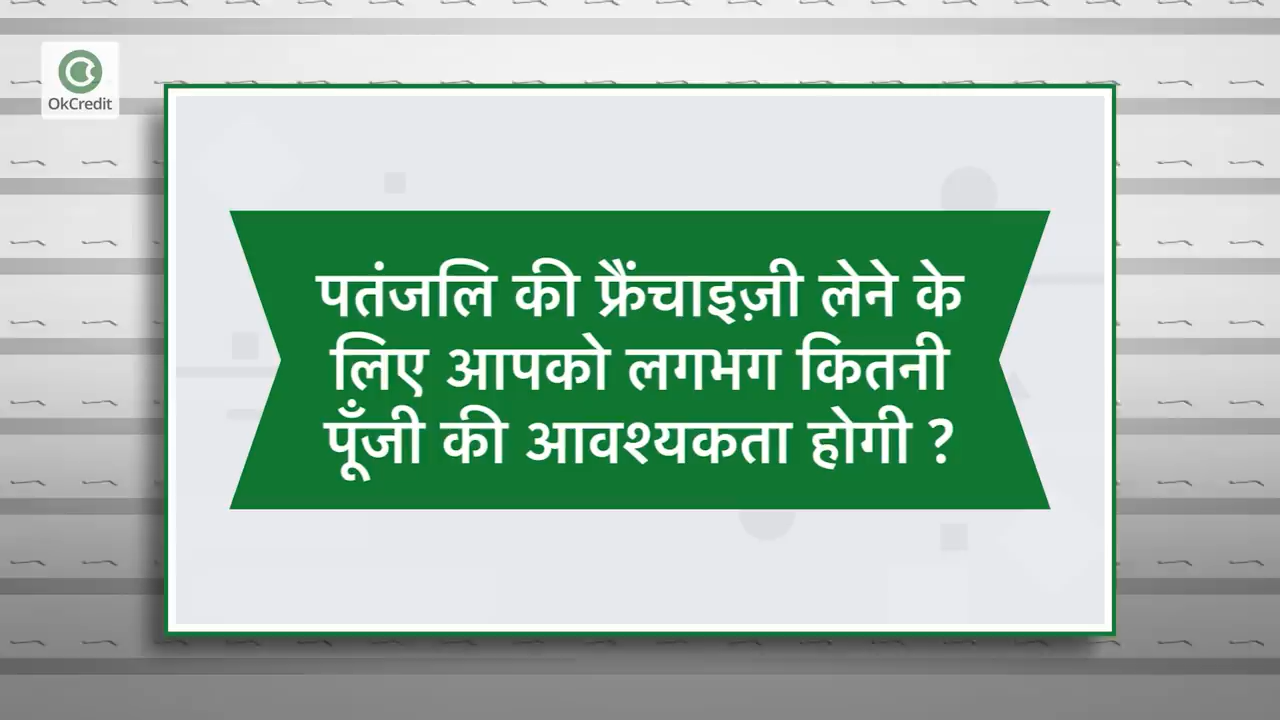 OkCredit
पतंजलि की फ्रैंचाइज़ी लेने के
लिए आपको लगभग कितनी
पूँजी की आवश्यकता होगी ?